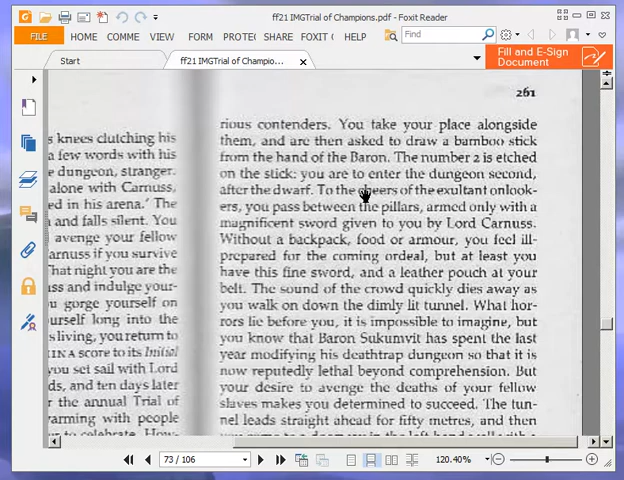 ff21 IMGTrial of Champions.pdf - Foxit Reader
FILE HOME COMME VIEW FORM PROTEC SHARE FOXIT C HELP Find
Start ff21 IMGTrial of Champio... Fill and E-Sign
Document
261
s knees clutching his
a few words with his
e dungeon, stranger.
alone with Carnuss,
ed in his arena.' The
and falls silent. You
avenge your fellow
arnuss if you survive
That night you are the
uss and indulge your-
u gorge yourself on
urself long into the
s living, you return to
KINA score to its Initial
you set sail with Lord
ds, and ten days later
r the annual Trial of
varming with people
r to celebrate. How-
rious contenders. You take your place alongside
them, and are then asked to draw a bamboo stick
from the hand of the Baron. The number 2 is etched
on the stick: you are to enter the dungeon second,
after the dwarf. To the cheers of the exultant onlook-
ers, you pass between the pillars, armed only with a
magnificent sword given to you by Lord Carnuss.
Without a backpack, food or armour, you feel ill-
prepared for the coming ordeal, but at least you
have this fine sword, and a leather pouch at your
belt. The sound of the crowd quickly dies away as
you walk on down the dimly lit tunnel. What hor-
rors lie before you, it is impossible to imagine, but
you know that Baron Sukumvit has spent the last
year modifying his deathtrap dungeon so that it is
now reputedly lethal beyond comprehension. But
your desire to avenge the deaths of your fellow
slaves makes you determined to succeed. The tun-
nel leads straight ahead for fifty metres, and then
73 / 106 120.40%